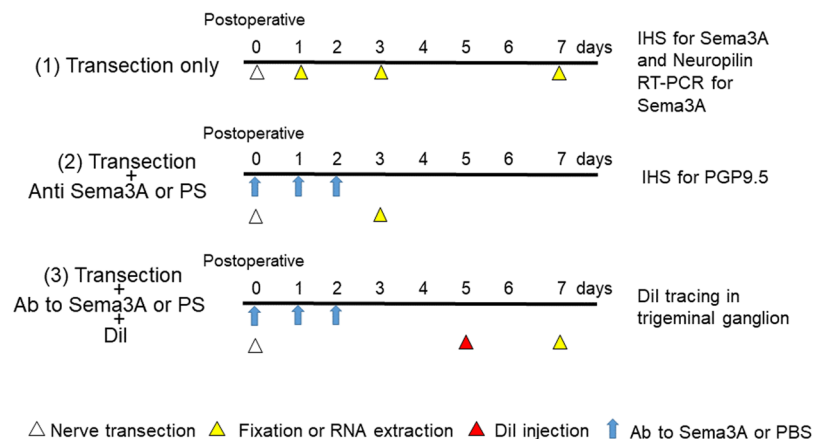 Postoperative
0 1 2 3 4 5 6 7 days
(1) Transection only
IHS for Sema3A
and Neuropilin
RT-PCR for
Sema3A
Postoperative
0 1 2 3 4 5 6 7 days
(2) Transection
+
Anti Sema3A or PS
IHS for PGP9.5
Postoperative
0 1 2 3 4 5 6 7 days
(3) Transection
+
Ab to Sema3A or PS
+
DiI
DiI tracing in
trigeminal ganglion
Nerve transection Fixation or RNA extraction DiI injection Ab to Sema3A or PBS